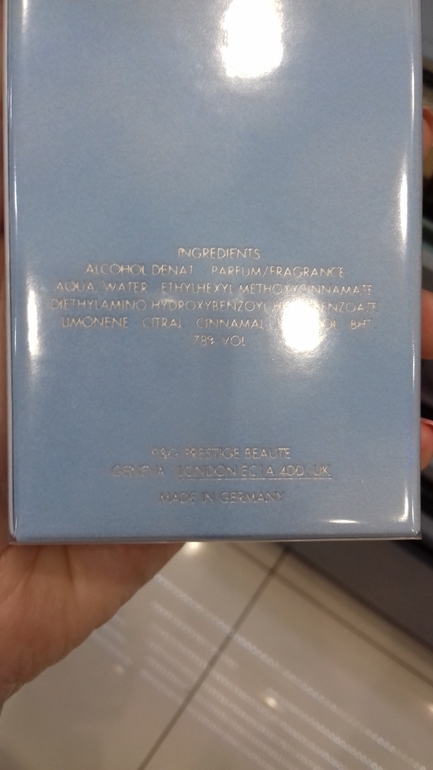 INGREDIENTS
ALCOHOL DENAT. PARFUM/FRAGRANCE
AQUA/WATER ETHYLHEXYL METHOXYCINNAMATE
DIETHYLAMINO HYDROXYBENZOYL BENZOATE
LIMONENE CITRAL CINNAMAL BHT
78% VOL
P&G PRESTIGE BEAUTE
GENEVA LONDON EC1A 4DD UK
MADE IN GERMANY